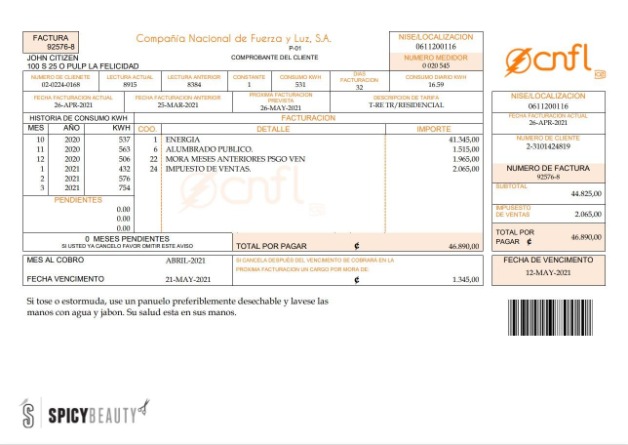 FACTURA
92576-8
Compañia Nacional de Fuerza y Luz, S.A.
P-01
NISE/LOCALIZACION
0611200116
JOHN CITIZEN
100 S 25 O PULP LA FELICIDAD
COMPROBANTE DEL CLIENTE
NUMERO MEDIDOR
0 020 545
cnfl
NUMERO DE CLIENETE LECTURA ACTUAL LECTURA ANTERIOR CONSTANTE CONSUMO KWH DIAS FACTURACION CONSUMO DIARIO KWH
02-0224-0168 8915 8384 1 531 32 16.59
FECHA FACTURACION ACTUAL FECHA FACTURACION ANTERIOR PROXIMA FACTURACION PREVISTA DESCRIPCION DE TARIFA
26-APR-2021 25-MAR-2021 26-MAY-2021 T-RE IR/RESIDENCIAL
NISE/LOCALIZACION
0611200116
FECHA FACTURACION ACTUAL
26-APR-2021
NUMERO DE CLIENTE
2-3101424819
NUMERO DE FACTURA
92576-8
SUBTOTAL
44.825,00
IMPUSESTO DE VENTAS
2.065,00
TOTAL POR PAGAR ₡ 46.890,00
FECHA DE VENCIMIENTO
12-MAY-2021
HISTORIA DE CONSUMO KWH FACTURACION
MES AÑO KWH COD. DETALLE IMPORTE
10 2020 537 1 ENERGIA 41.345,00
11 2020 563 6 ALUMBRADO PUBLICO. 1.515,00
12 2020 506 22 MORA MESES ANTERIORES PSGO VEN 1.965,00
1 2021 432 24 IMPUESTO DE VENTAS. 2.065,00
2 2021 576
3 2021 754
cnfl
PENDIENTES
0.00
0.00
0.00
0 MESES PENDIENTES
SI USTED YA CANCELO FAVOR OMITIR ESTE AVISO
TOTAL POR PAGAR ₡ 46.890,00
MES AL COBRO ABRIL-2021
SI CANCELA DESPUÉS DEL VENCIMIENTO SE COBRARÁ EN LA
PROXIMA FACTURACION UN CARGO POR MORA DE:
FECHA VENCIMIENTO 21-MAY-2021 ₡ 1.345,00
Si tose o estormuda, use un panuelo preferiblemente desechable y lavese las
manos con agua y jabon. Su salud esta en sus manos.
SPICYBEAUTY